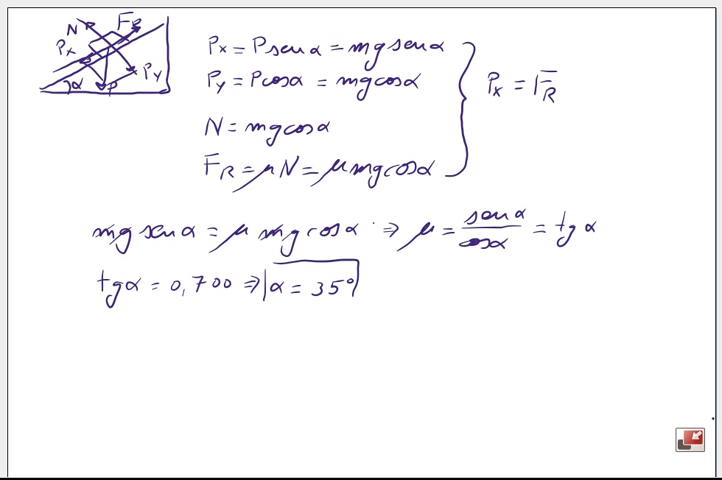 N F_R
P_x P_y
α P
P_x = P sen α = mg sen α
P_y = P cos α = mg cos α
P_x = F_R
N = mg cos α
F_R = μN = μ mg cos α
mg sen α = μ mg cos α ⇒ μ = sen α / cos α = tg α
tg α = 0,700 ⇒ α = 35º